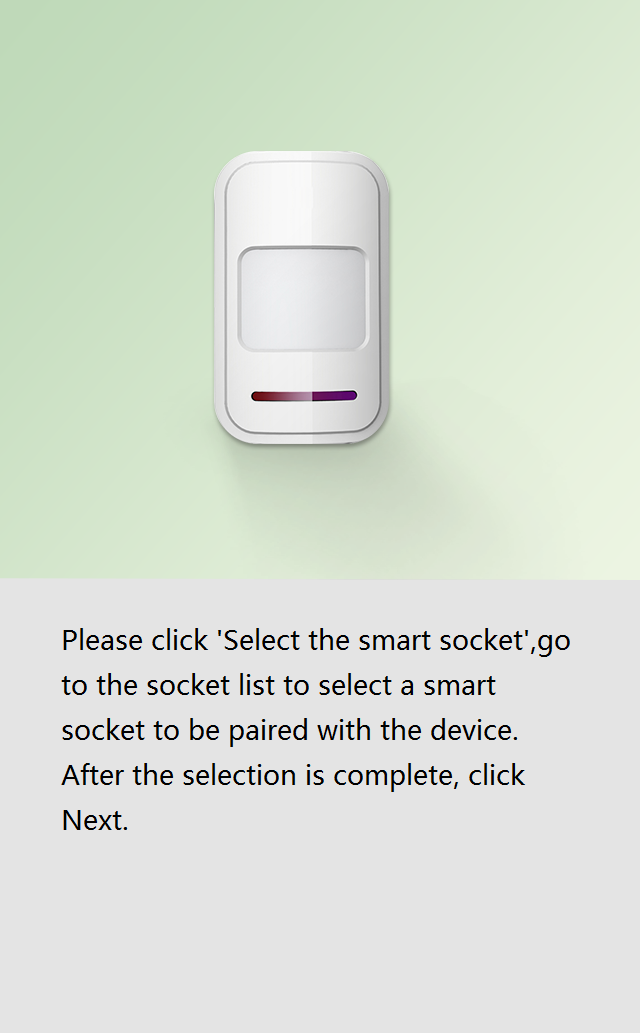 Please click 'Select the smart socket',go
to the socket list to select a smart
socket to be paired with the device.
After the selection is complete, click
Next.